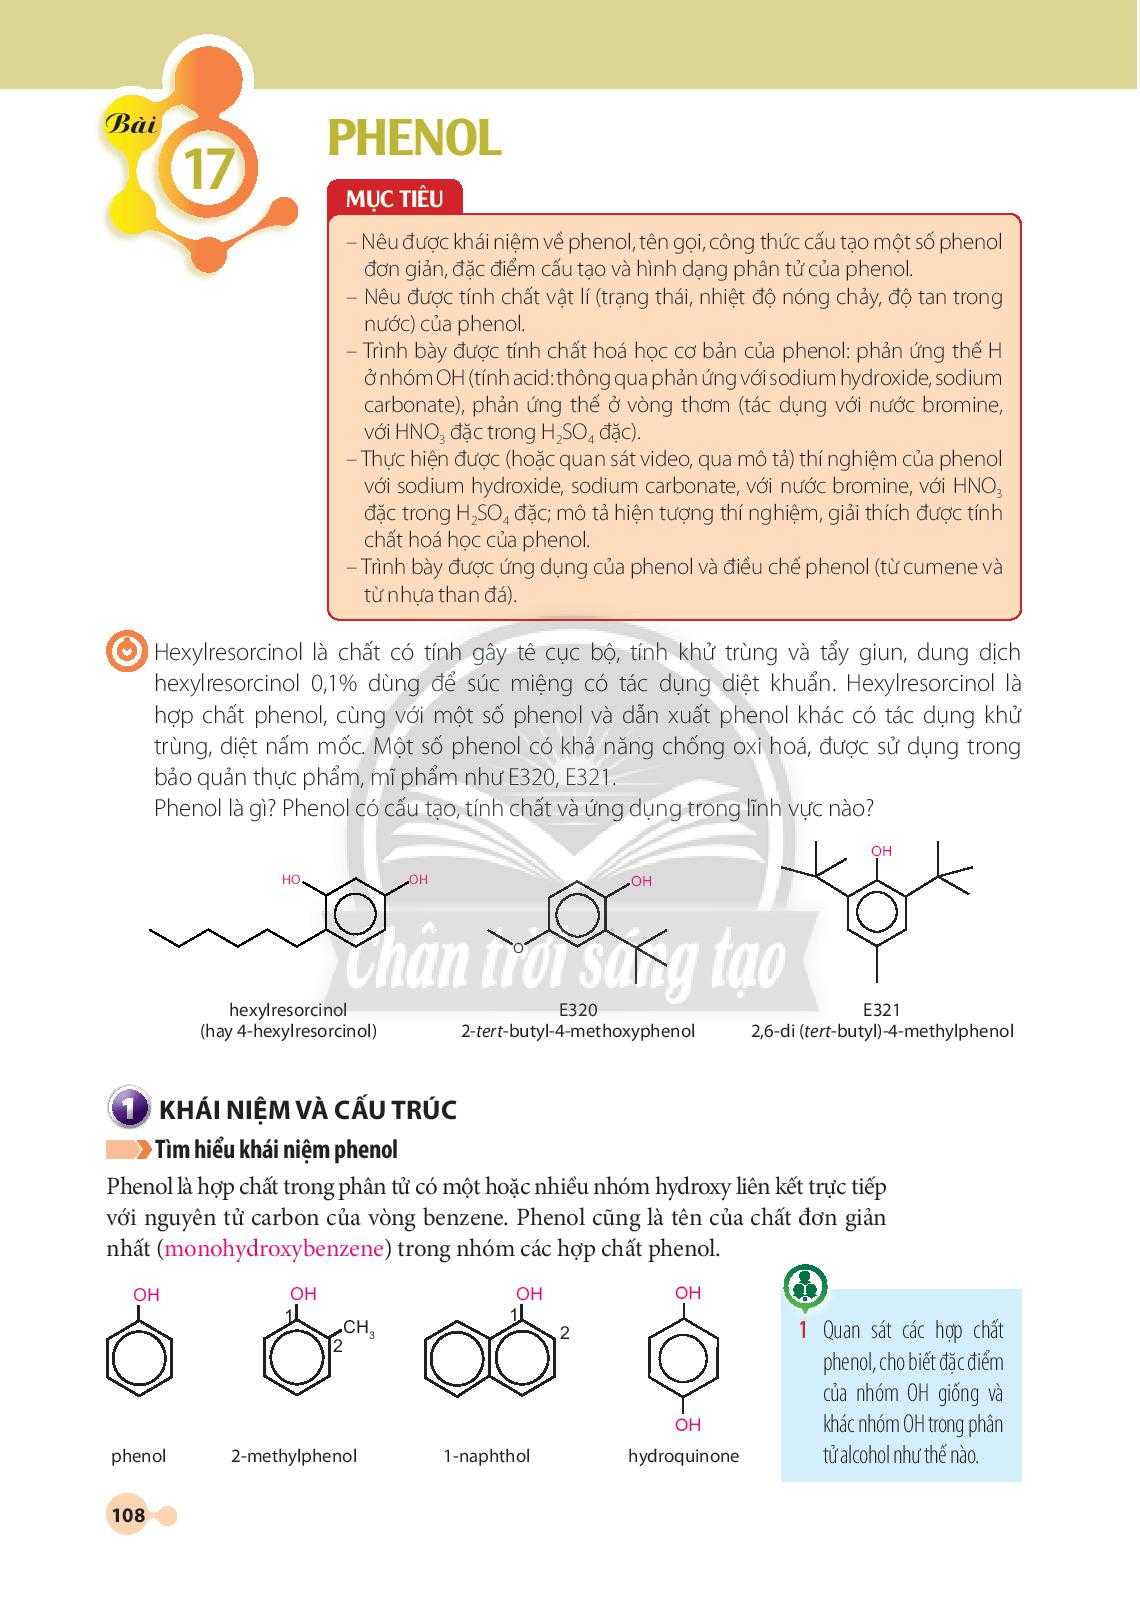 Bài
17
PHENOL
MỤC TIÊU
– Nêu được khái niệm về phenol, tên gọi, công thức cấu tạo một số phenol
đơn giản, đặc điểm cấu tạo và hình dạng phân tử của phenol.
– Nêu được tính chất vật lí (trạng thái, nhiệt độ nóng chảy, độ tan trong
nước) của phenol.
– Trình bày được tính chất hoá học cơ bản của phenol: phản ứng thế H
ở nhóm OH (tính acid: thông qua phản ứng với sodium hydroxide, sodium
carbonate), phản ứng thế ở vòng thơm (tác dụng với nước bromine,
với HNO₃ đặc trong H₂SO₄ đặc).
– Thực hiện được (hoặc quan sát video, qua mô tả) thí nghiệm của phenol
với sodium hydroxide, sodium carbonate, với nước bromine, với HNO₃
đặc trong H₂SO₄ đặc; mô tả hiện tượng thí nghiệm, giải thích được tính
chất hoá học của phenol.
– Trình bày được ứng dụng của phenol và điều chế phenol (từ cumene và
từ nhựa than đá).
Hexylresorcinol là chất có tính gây tê cục bộ, tính khử trùng và tẩy giun, dung dịch
hexylresorcinol 0,1% dùng để súc miệng có tác dụng diệt khuẩn. Hexylresorcinol là
hợp chất phenol, cùng với một số phenol và dẫn xuất phenol khác có tác dụng khử
trùng, diệt nấm mốc. Một số phenol có khả năng chống oxi hoá, được sử dụng trong
bảo quản thực phẩm, mĩ phẩm như E320, E321.
Phenol là gì? Phenol có cấu tạo, tính chất và ứng dụng trong lĩnh vực nào?
HO OH OH OH
O
Chân trời sáng tạo
hexylresorcinol E320 E321
(hay 4-hexylresorcinol) 2-tert-butyl-4-methoxyphenol 2,6-di (tert-butyl)-4-methylphenol
1 KHÁI NIỆM VÀ CẤU TRÚC
Tìm hiểu khái niệm phenol
Phenol là hợp chất trong phân tử có một hoặc nhiều nhóm hydroxy liên kết trực tiếp
với nguyên tử carbon của vòng benzene. Phenol cũng là tên của chất đơn giản
nhất (monohydroxybenzene) trong nhóm các hợp chất phenol.
OH OH OH OH
1 CH₃ 1 2
2
OH
phenol 2-methylphenol 1-naphthol hydroquinone
1 Quan sát các hợp chất
phenol, cho biết đặc điểm
của nhóm OH giống và
khác nhóm OH trong phân
tử alcohol như thế nào.
108